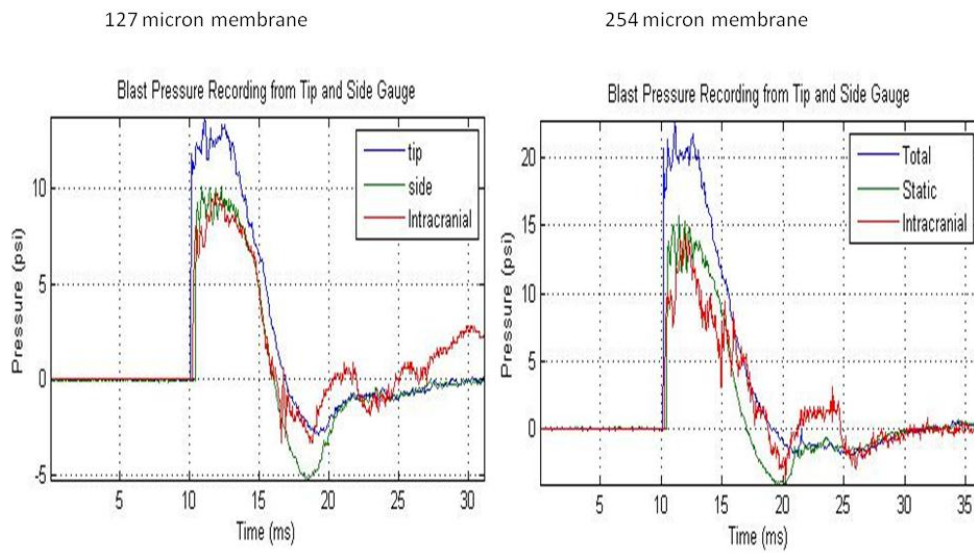 127 micron membrane
254 micron membrane
Blast Pressure Recording from Tip and Side Gauge
tip
side
Intracranial
10
5
0
-5
Pressure (psi)
5
10
15
20
25
30
Time (ms)
Blast Pressure Recording from Tip and Side Gauge
Total
Static
Intracranial
20
15
10
5
0
Pressure (psi)
5
10
15
20
25
30
35
Time (ms)